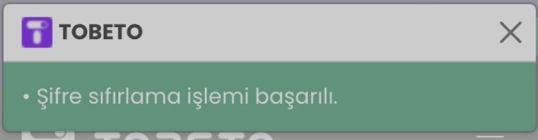 TOBETO
• Şifre sıfırlama işlemi başarılı.